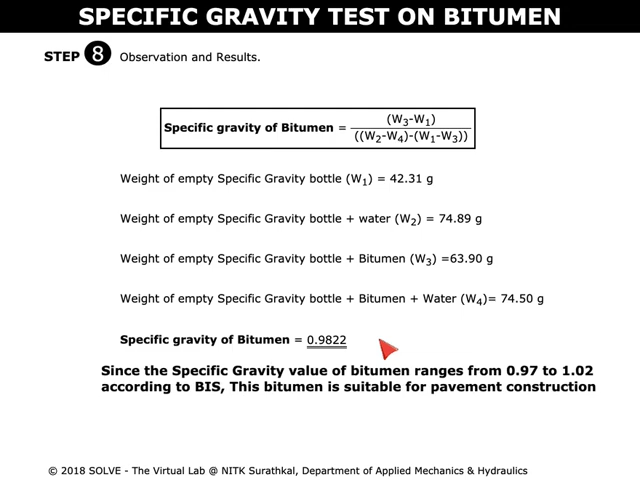 SPECIFIC GRAVITY TEST ON BITUMEN
STEP 8 Observation and Results.
Specific gravity of Bitumen = (W₃-W₁) / ((W₂-W₄)-(W₁-W₃))
Weight of empty Specific Gravity bottle (W₁) = 42.31 g
Weight of empty Specific Gravity bottle + water (W₂) = 74.89 g
Weight of empty Specific Gravity bottle + Bitumen (W₃) =63.90 g
Weight of empty Specific Gravity bottle + Bitumen + Water (W₄)= 74.50 g
Specific gravity of Bitumen = 0.9822
Since the Specific Gravity value of bitumen ranges from 0.97 to 1.02
according to BIS, This bitumen is suitable for pavement construction
© 2018 SOLVE - The Virtual Lab @ NITK Surathkal, Department of Applied Mechanics & Hydraulics